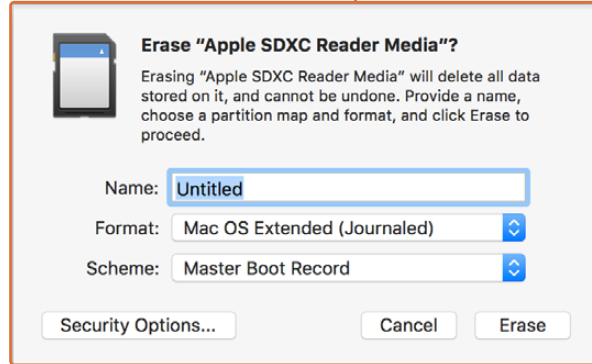 Erase “Apple SDXC Reader Media”?
Erasing “Apple SDXC Reader Media” will delete all data
stored on it, and cannot be undone. Provide a name,
choose a partition map and format, and click Erase to
proceed.
Name: Untitled
Format: Mac OS Extended (Journaled)
Scheme: Master Boot Record
Security Options... Cancel Erase